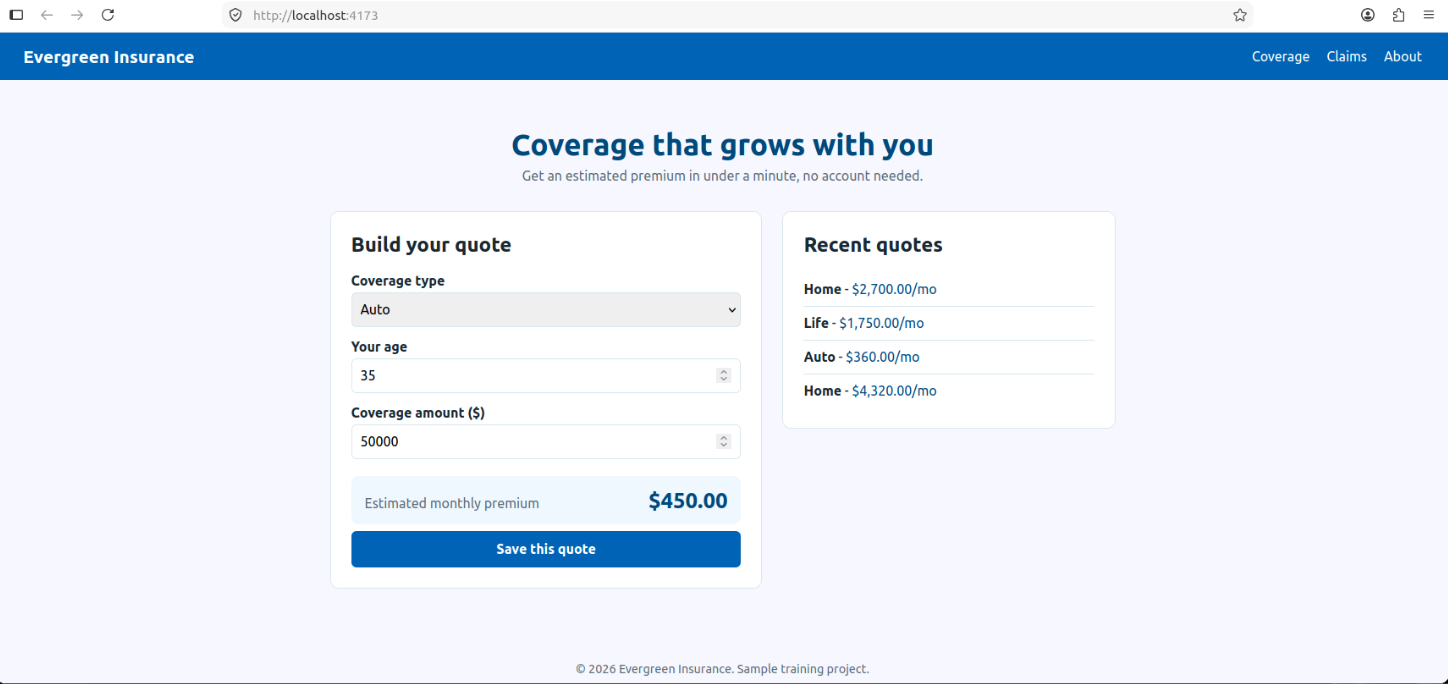 http://localhost:4173
Evergreen Insurance
Coverage Claims About
Coverage that grows with you
Get an estimated premium in under a minute, no account needed.
Build your quote
Coverage type
Auto
Your age
35
Coverage amount ($)
50000
Estimated monthly premium $450.00
Save this quote
Recent quotes
Home - $2,700.00/mo
Life - $1,750.00/mo
Auto - $360.00/mo
Home - $4,320.00/mo
© 2026 Evergreen Insurance. Sample training project.